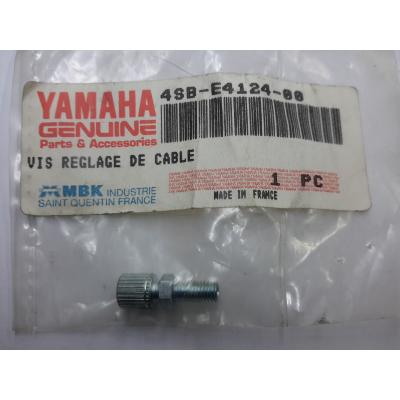 YAMAHA
GENUINE
Parts & Accessories
4SB-E4124-00
VIS REGLAGE DE CABLE
MBK INDUSTRIE
SAINT QUENTIN FRANCE
1 PC
MADE IN FRANCE